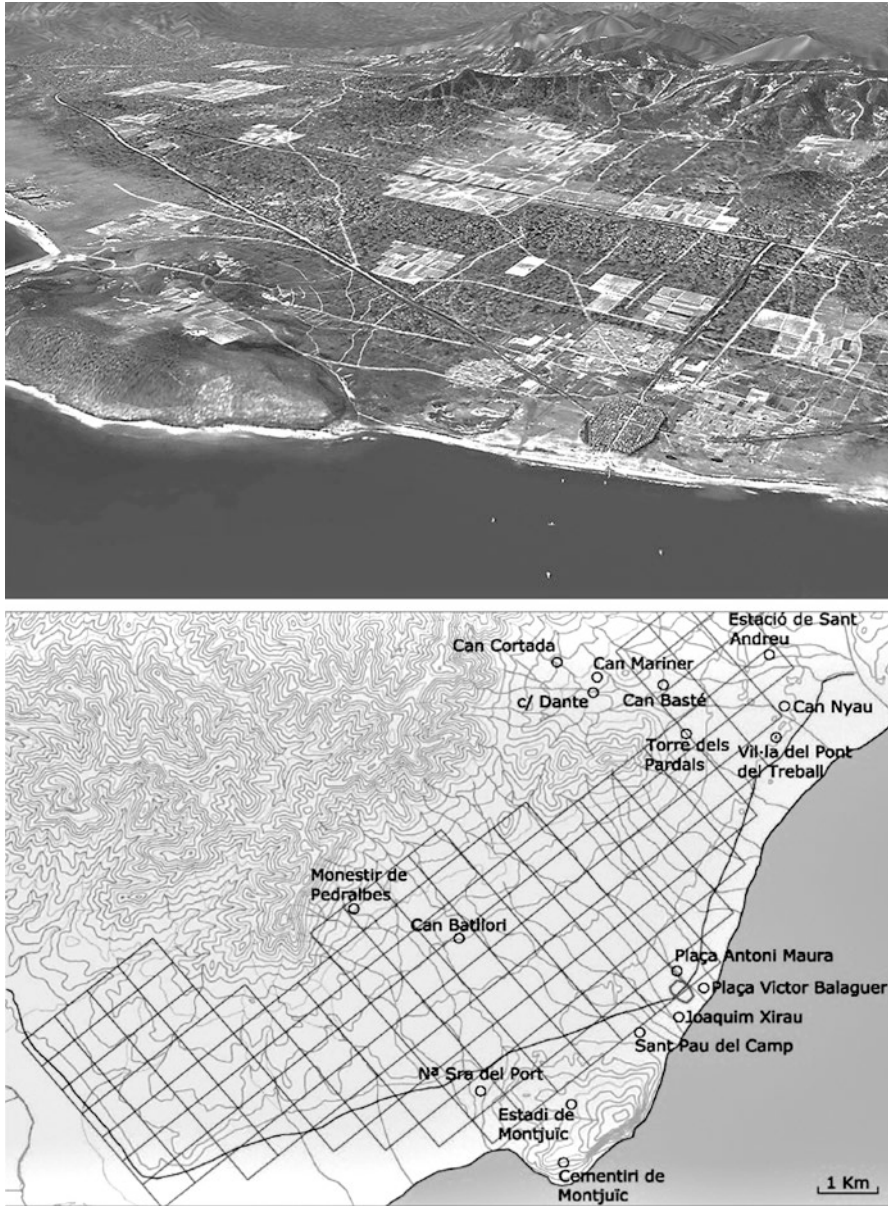 Estació de Sant
Andreu
Can Cortada
Can Mariner
c/ Dante
Can Basté
Can Nyau
Torre dels
Pardals
Vil·la del Pont
del Treball
Monestir de
Pedralbes
Can Batllori
Plaça Antoni Maura
Plaça Victor Balaguer
Joaquim Xirau
Sant Pau del Camp
Nª Sra del Port
Estadi de
Montjuïc
Cementiri de
Montjuïc
1 Km